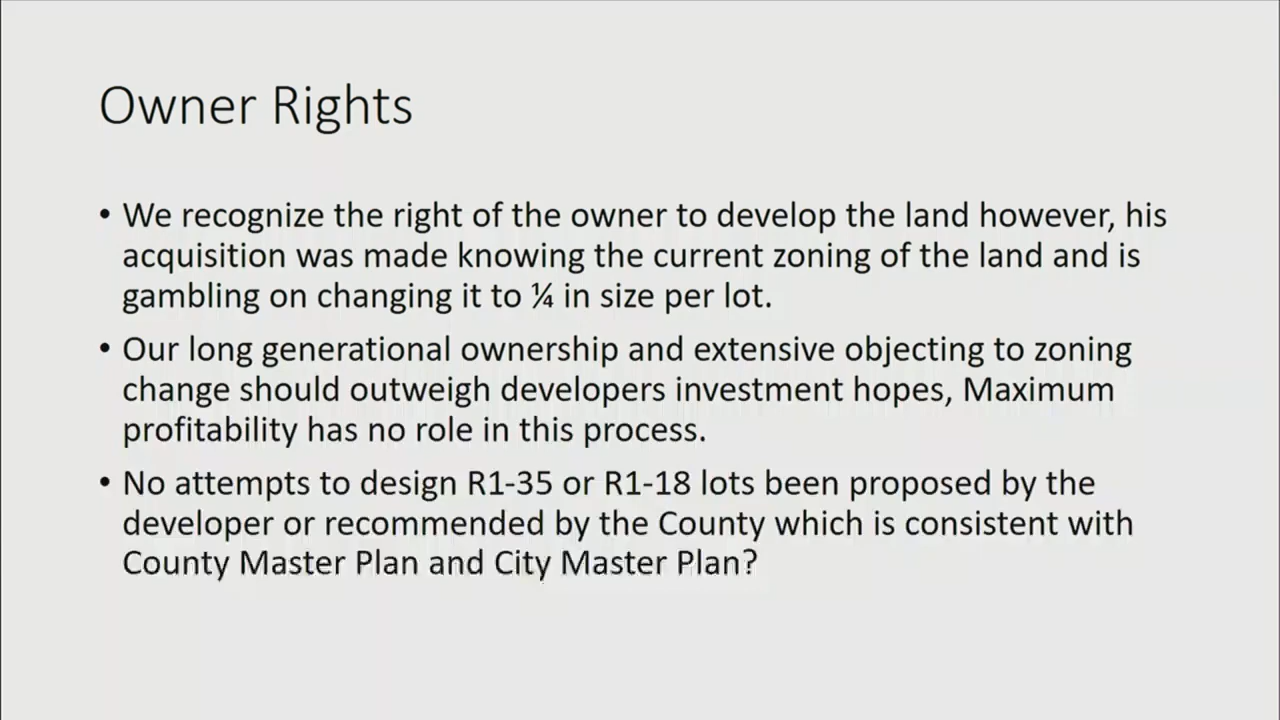 Owner Rights
• We recognize the right of the owner to develop the land however, his
acquisition was made knowing the current zoning of the land and is
gambling on changing it to ¼ in size per lot.
• Our long generational ownership and extensive objecting to zoning
change should outweigh developers investment hopes, Maximum
profitability has no role in this process.
• No attempts to design R1-35 or R1-18 lots been proposed by the
developer or recommended by the County which is consistent with
County Master Plan and City Master Plan?